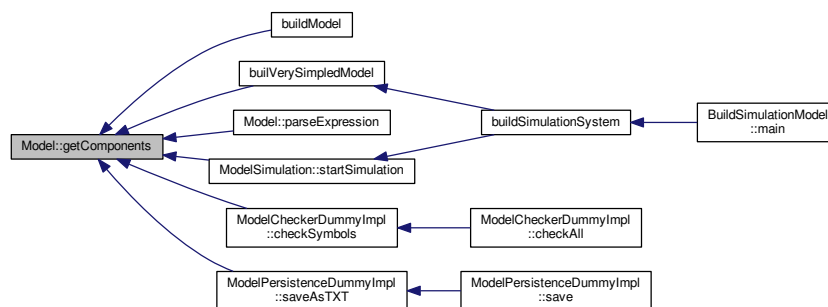 buildModel
builVerySimpledModel
Model::parseExpression
buildSimulationSystem
BuildSimulationModel
::main
Model::getComponents
ModelSimulation::startSimulation
ModelCheckerDummyImpl
::checkSymbols
ModelCheckerDummyImpl
::checkAll
ModelPersistenceDummyImpl
::saveAsTXT
ModelPersistenceDummyImpl
::save